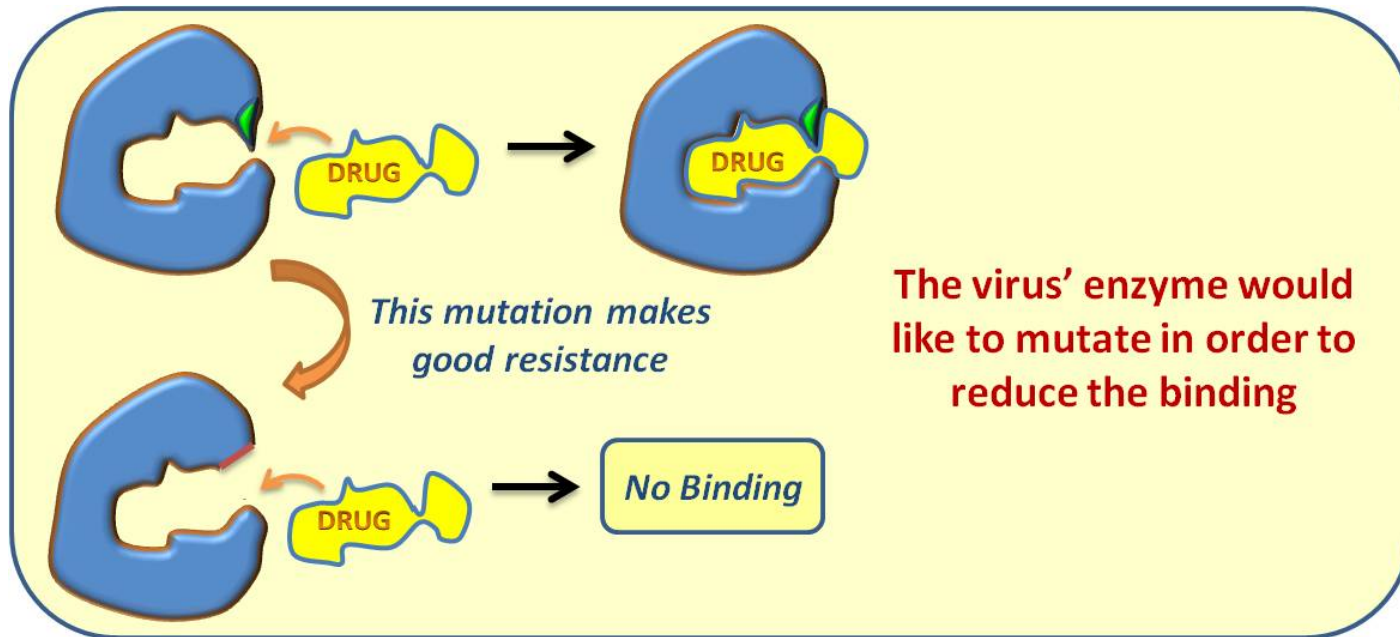 DRUG
DRUG
This mutation makes
good resistance
The virus’ enzyme would
like to mutate in order to
reduce the binding
DRUG
No Binding